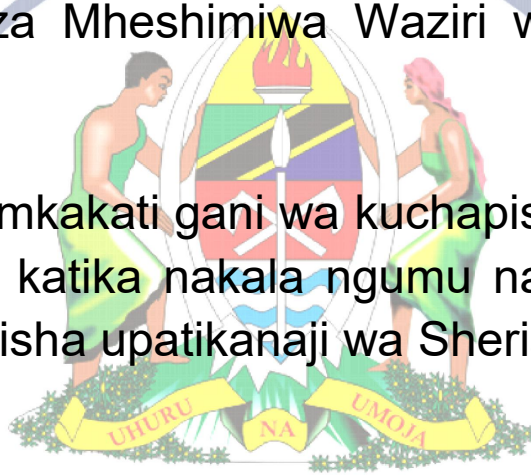 za Mheshimiwa Waziri w
mkakati gani wa kuchapis
katika nakala ngumu na
isha upatikanaji wa Sheri
UHURU NA UMOJA